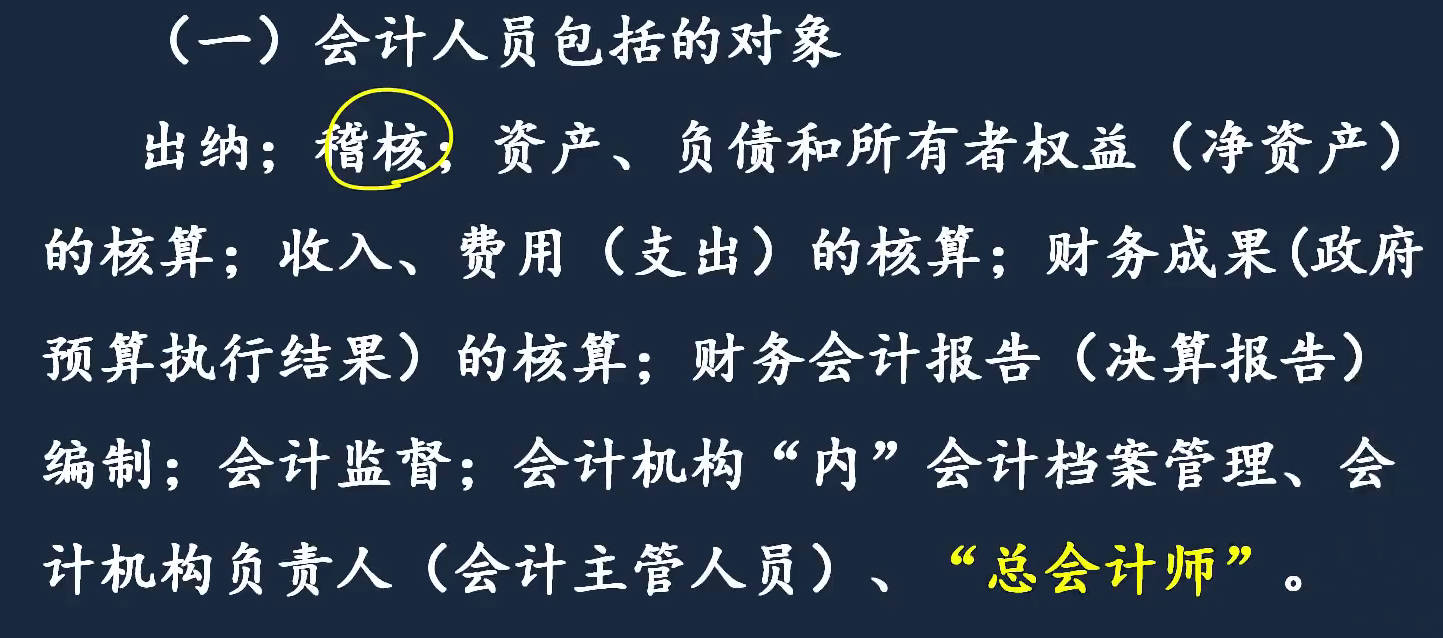 （一）会计人员包括的对象
出纳；稽核；资产、负债和所有者权益（净资产）
的核算；收入、费用（支出）的核算；财务成果(政府
预算执行结果）的核算；财务会计报告（决算报告）
编制；会计监督；会计机构“内”会计档案管理、会
计机构负责人（会计主管人员）、“总会计师”。